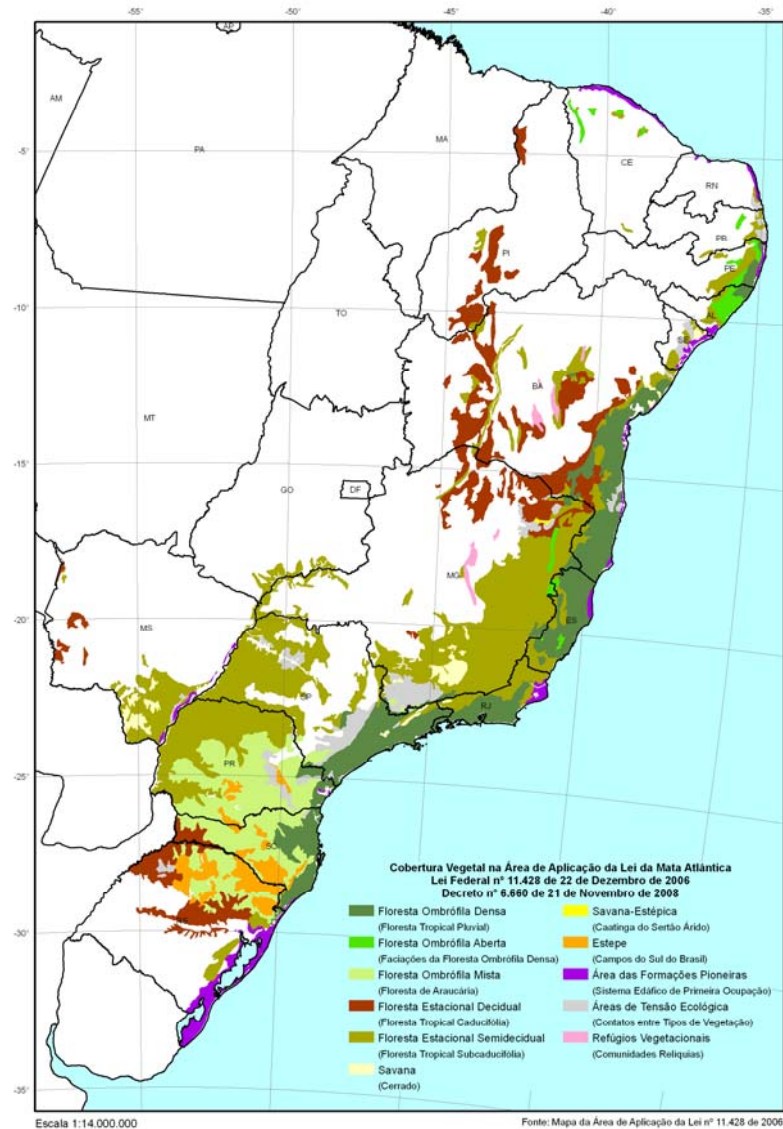 -55° -50° -45° -40° -35°
AP
AM
PA
MA
CE
RN
PB
PE
PI
AL
SE
TO
BA
MT
GO
DF
MG
MS
ES
SP
RJ
PR
SC
RS
-5°
-10°
-15°
-20°
-25°
-30°
-35°
Cobertura Vegetal na Área de Aplicação da Lei da Mata Atlântica
Lei Federal nº 11.428 de 22 de Dezembro de 2006
Decreto nº 6.660 de 21 de Novembro de 2008
Floresta Ombrófila Densa
(Floresta Tropical Pluvial)
Floresta Ombrófila Aberta
(Faciações da Floresta Ombrófila Densa)
Floresta Ombrófila Mista
(Floresta de Araucária)
Floresta Estacional Decidual
(Floresta Tropical Caducifólia)
Floresta Estacional Semidecidual
(Floresta Tropical Subcaducifólia)
Savana
(Cerrado)
Savana-Estépica
(Caatinga do Sertão Árido)
Estepe
(Campos do Sul do Brasil)
Área das Formações Pioneiras
(Sistema Edáfico de Primeira Ocupação)
Áreas de Tensão Ecológica
(Contatos entre Tipos de Vegetação)
Refúgios Vegetacionais
(Comunidades Relíquias)
Escala 1:14.000.000
Fonte: Mapa da Área de Aplicação da Lei nº 11.428 de 2006